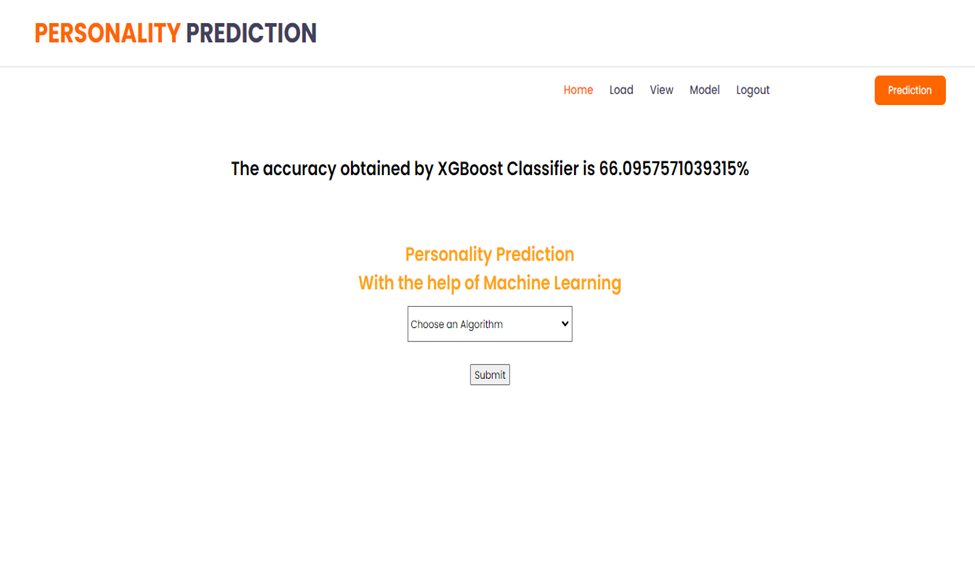 PERSONALITY PREDICTION
Home Load View Model Logout Prediction
The accuracy obtained by XGBoost Classifier is 66.0957571039315%
Personality Prediction
With the help of Machine Learning
Choose an Algorithm
Submit